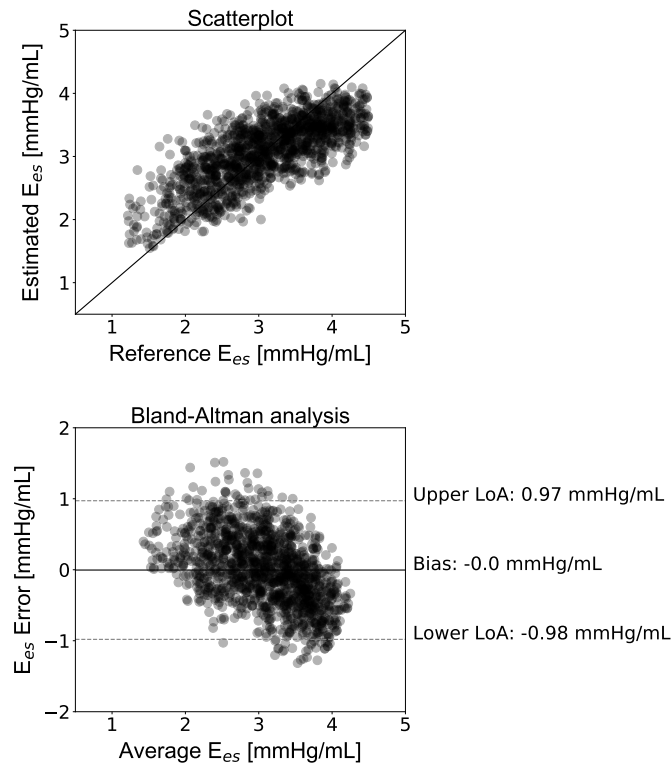 Scatterplot
5
4
3
2
1
Estimated E_es [mmHg/mL]
1 2 3 4 5
Reference E_es [mmHg/mL]
Bland-Altman analysis
2
1
0
−1
−2
E_es Error [mmHg/mL]
Upper LoA: 0.97 mmHg/mL
Bias: -0.0 mmHg/mL
Lower LoA: -0.98 mmHg/mL
1 2 3 4 5
Average E_es [mmHg/mL]